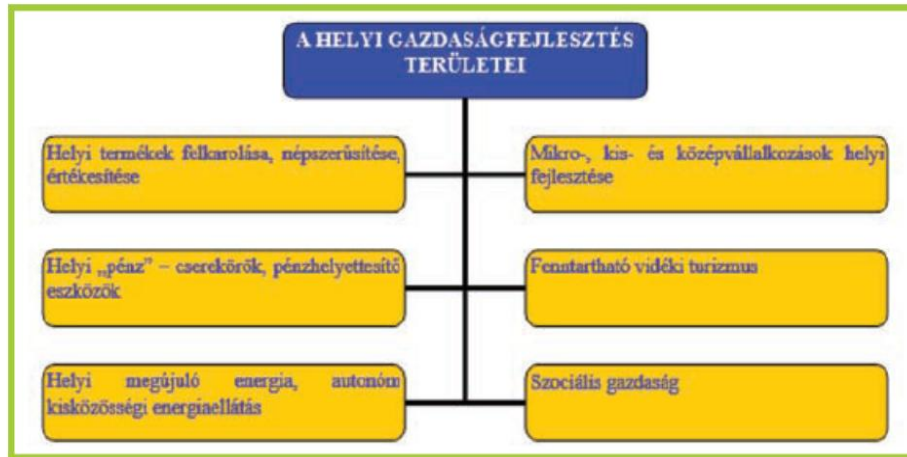 A HELYI GAZDASÁGFEJLESZTÉS
TERÜLETEI
Helyi termékek felkarolása, népszerűsítése,
értékesítése
Mikro-, kis- és középvállalkozások helyi
fejlesztése
Helyi „pénz” – cserekörök, pénzhelyettesítő
eszközök
Fenntartható vidéki turizmus
Helyi megújuló energia, autonóm
kisközösségi energiaellátás
Szociális gazdaság